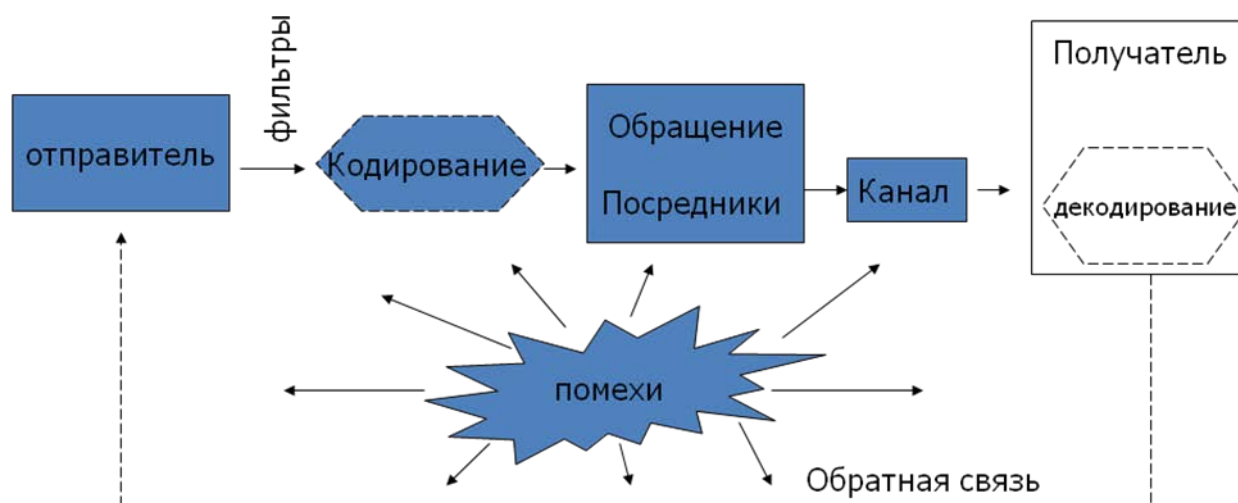 отправитель
фильтры
Кодирование
Обращение
Посредники
Канал
Получатель
декодирование
помехи
Обратная связь